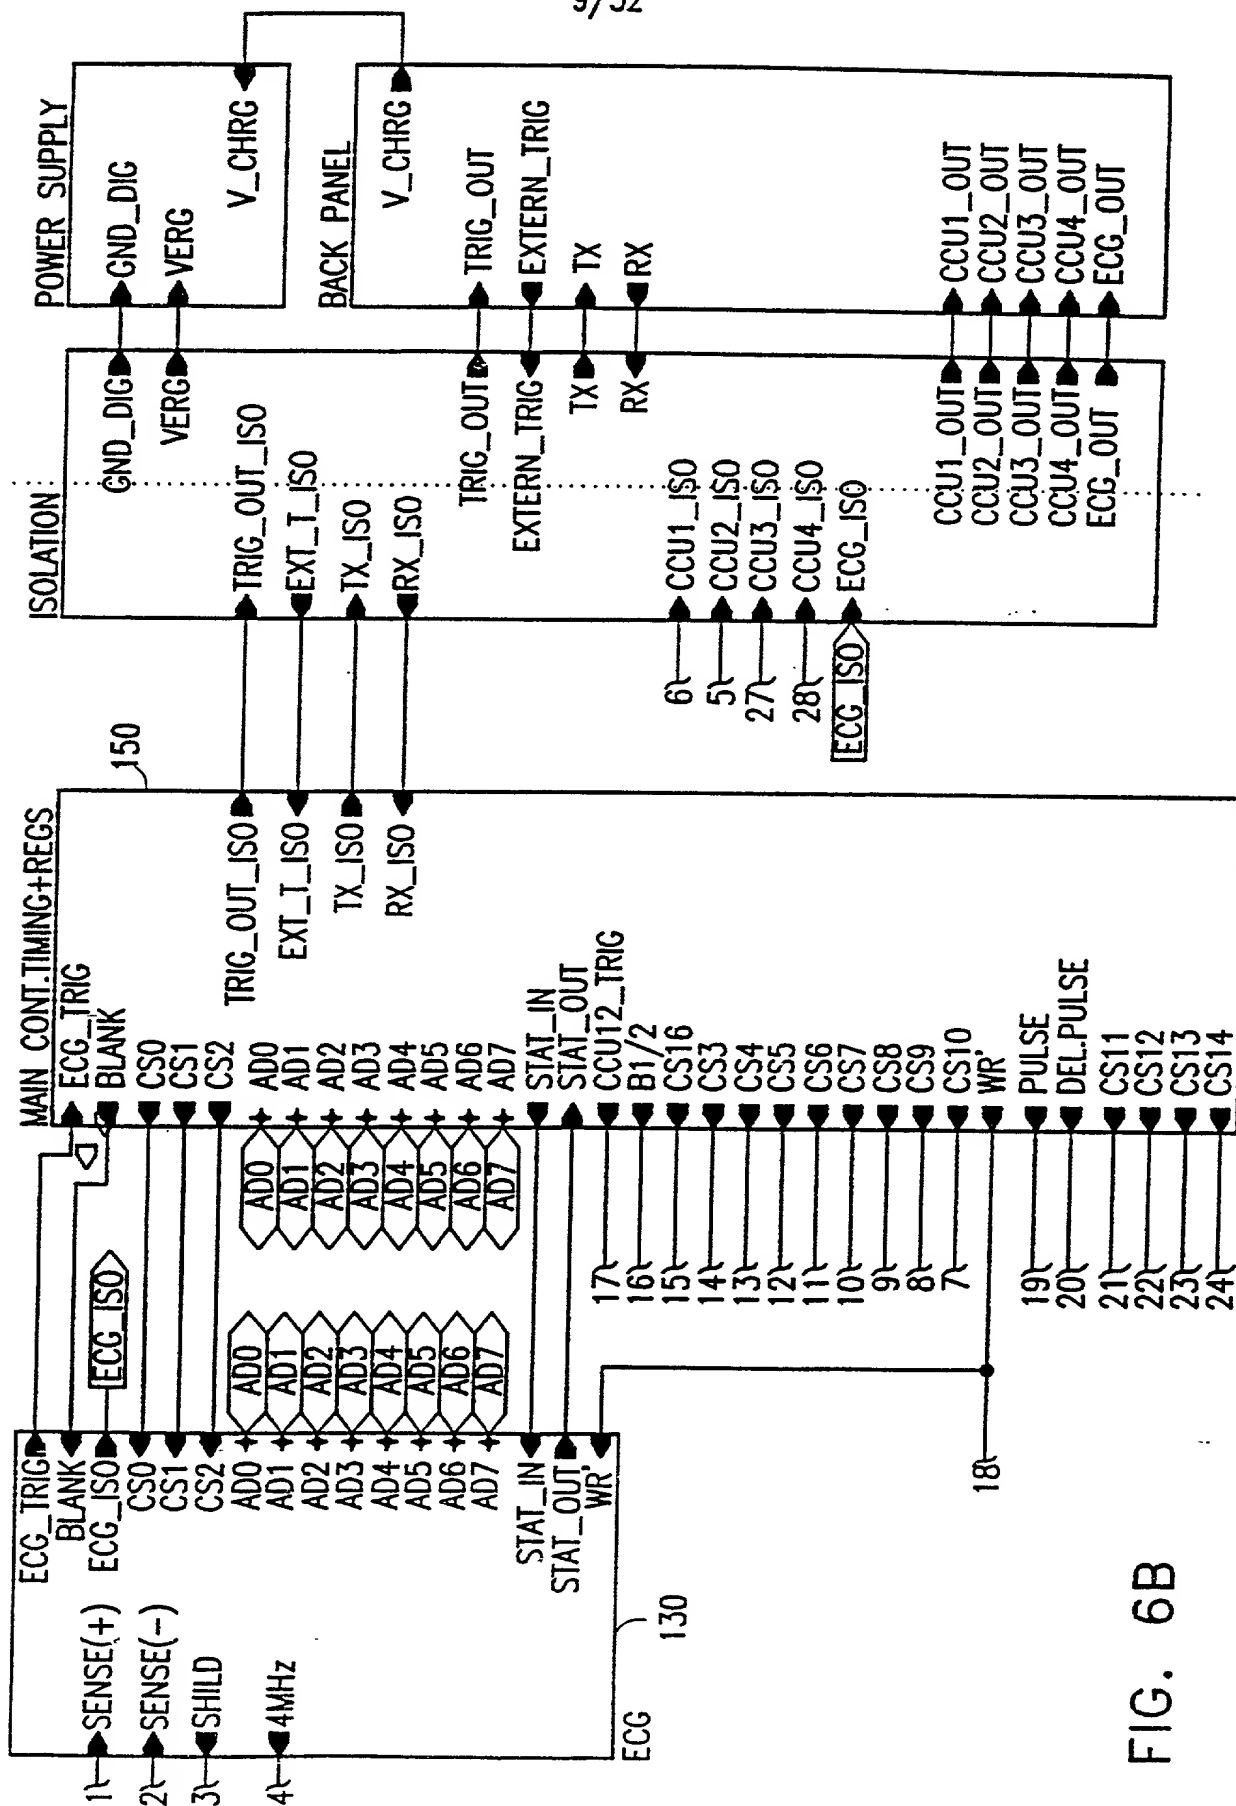 9/52
POWER SUPPLY
GND_DIG
VERG
V_CHRG
BACK PANEL
V_CHRG
TRIG_OUT
EXTERN_TRIG
TX
RX
CCU1_OUT
CCU2_OUT
CCU3_OUT
CCU4_OUT
ECG_OUT
ISOLATION
GND_DIG
VERG
TRIG_OUT_ISO
EXT_T_ISO
TX_ISO
RX_ISO
TRIG_OUT
EXTERN_TRIG
TX
RX
6
CCU1_ISO
5
CCU2_ISO
27
CCU3_ISO
28
CCU4_ISO
ECG_ISO
ECG_ISO
CCU1_OUT
CCU2_OUT
CCU3_OUT
CCU4_OUT
ECG_OUT
150
MAIN CONT.TIMING+REGS
ECG_TRIG
BLANK
CS0
CS1
CS2
AD0 AD0
AD1 AD1
AD2 AD2
AD3 AD3
AD4 AD4
AD5 AD5
AD6 AD6
AD7 AD7
TRIG_OUT_ISO
EXT_T_ISO
TX_ISO
RX_ISO
STAT_IN
STAT_OUT
17 CCU12_TRIG
16 B1/2
15 CS16
14 CS3
13 CS4
12 CS5
11 CS6
10 CS7
9 CS8
8 CS9
7 CS10
18 WR'
19 PULSE
20 DEL.PULSE
21 CS11
22 CS12
23 CS13
24 CS14
ECG_TRIG
BLANK
ECG_ISO ECG_ISO
CS0
CS1
CS2
AD0 AD0
AD1 AD1
AD2 AD2
AD3 AD3
AD4 AD4
AD5 AD5
AD6 AD6
AD7 AD7
STAT_IN
STAT_OUT
WR'
1 SENSE(+)
2 SENSE(-)
3 SHILD
4 4MHz
ECG
130
FIG. 6B